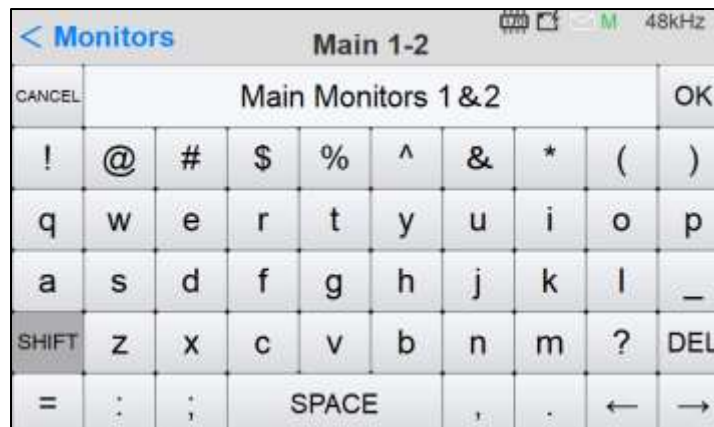 < Monitors Main 1-2 M 48kHz
CANCEL Main Monitors 1&2 OK
! @ # $ % ^ & * ( )
q w e r t y u i o p
a s d f g h j k l _
SHIFT z x c v b n m ? DEL
= : ; SPACE , . ← →